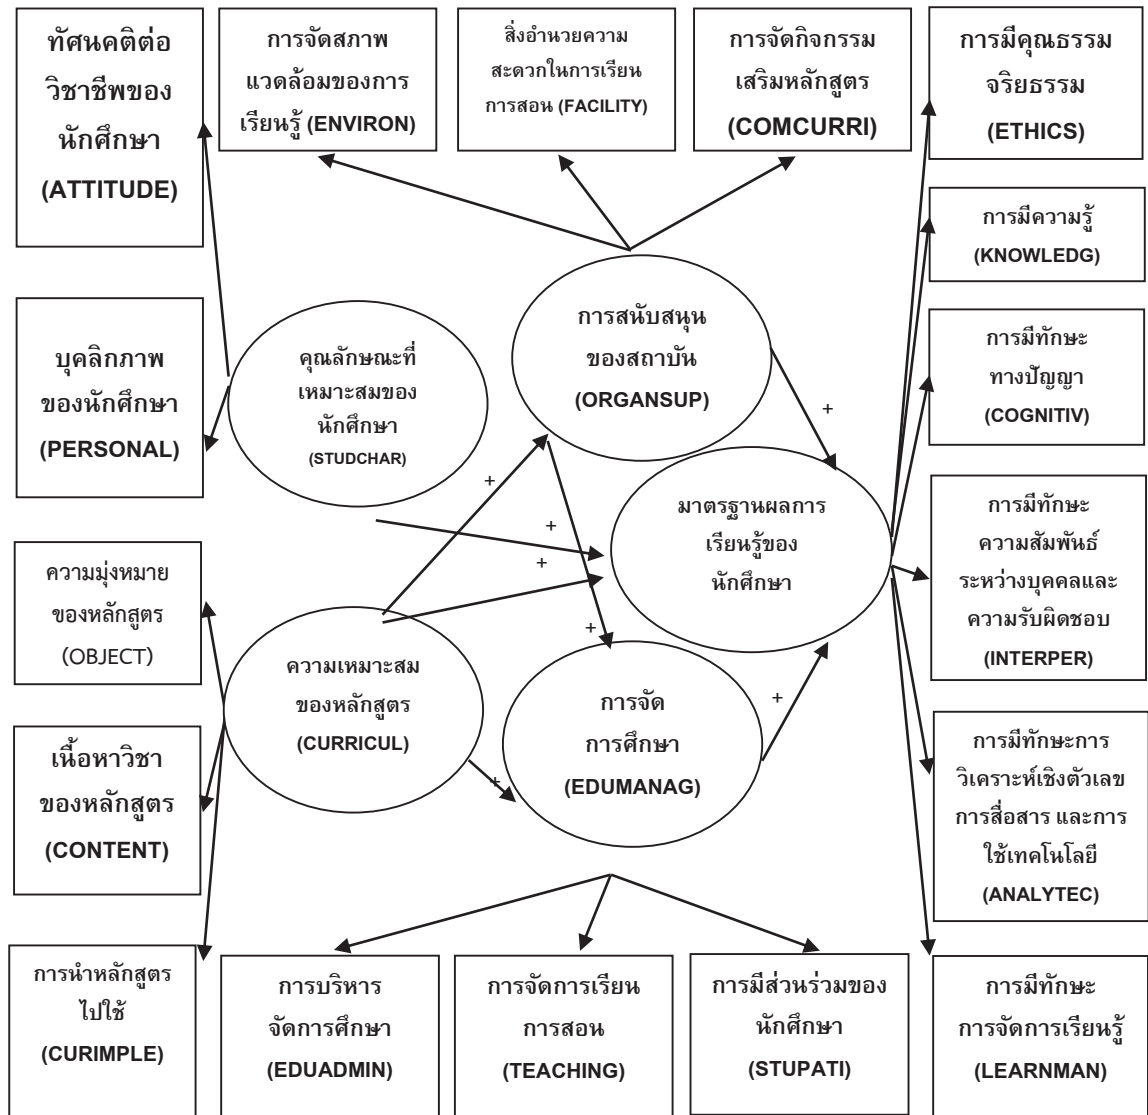 ทัศนคติต่อ
วิชาชีพของ
นักศึกษา
(ATTITUDE)
การจัดสภาพ
แวดล้อมของการ
เรียนรู้ (ENVIRON)
สิ่งอำนวยความ
สะดวกในการเรียน
การสอน (FACILITY)
การจัดกิจกรรม
เสริมหลักสูตร
(COMCURRI)
การมีคุณธรรม
จริยธรรม
(ETHICS)
การมีความรู้
(KNOWLEDG)
บุคลิกภาพ
ของนักศึกษา
(PERSONAL)
คุณลักษณะที่
เหมาะสมของ
นักศึกษา
(STUDCHAR)
การสนับสนุน
ของสถาบัน
(ORGANSUP)
+
การมีทักษะ
ทางปัญญา
(COGNITIV)
+
+
+
+
มาตรฐานผลการ
เรียนรู้ของ
นักศึกษา
การมีทักษะ
ความสัมพันธ์
ระหว่างบุคคลและ
ความรับผิดชอบ
(INTERPER)
ความมุ่งหมาย
ของหลักสูตร
(OBJECT)
ความเหมาะสม
ของหลักสูตร
(CURRICUL)
+
การจัด
การศึกษา
(EDUMANAG)
+
เนื้อหาวิชา
ของหลักสูตร
(CONTENT)
การมีทักษะการ
วิเคราะห์เชิงตัวเลข
การสื่อสาร และการ
ใช้เทคโนโลยี
(ANALYTEC)
การนำหลักสูตร
ไปใช้
(CURIMPLE)
การบริหาร
จัดการศึกษา
(EDUADMIN)
การจัดการเรียน
การสอน
(TEACHING)
การมีส่วนร่วมของ
นักศึกษา
(STUPATI)
การมีทักษะ
การจัดการเรียนรู้
(LEARNMAN)